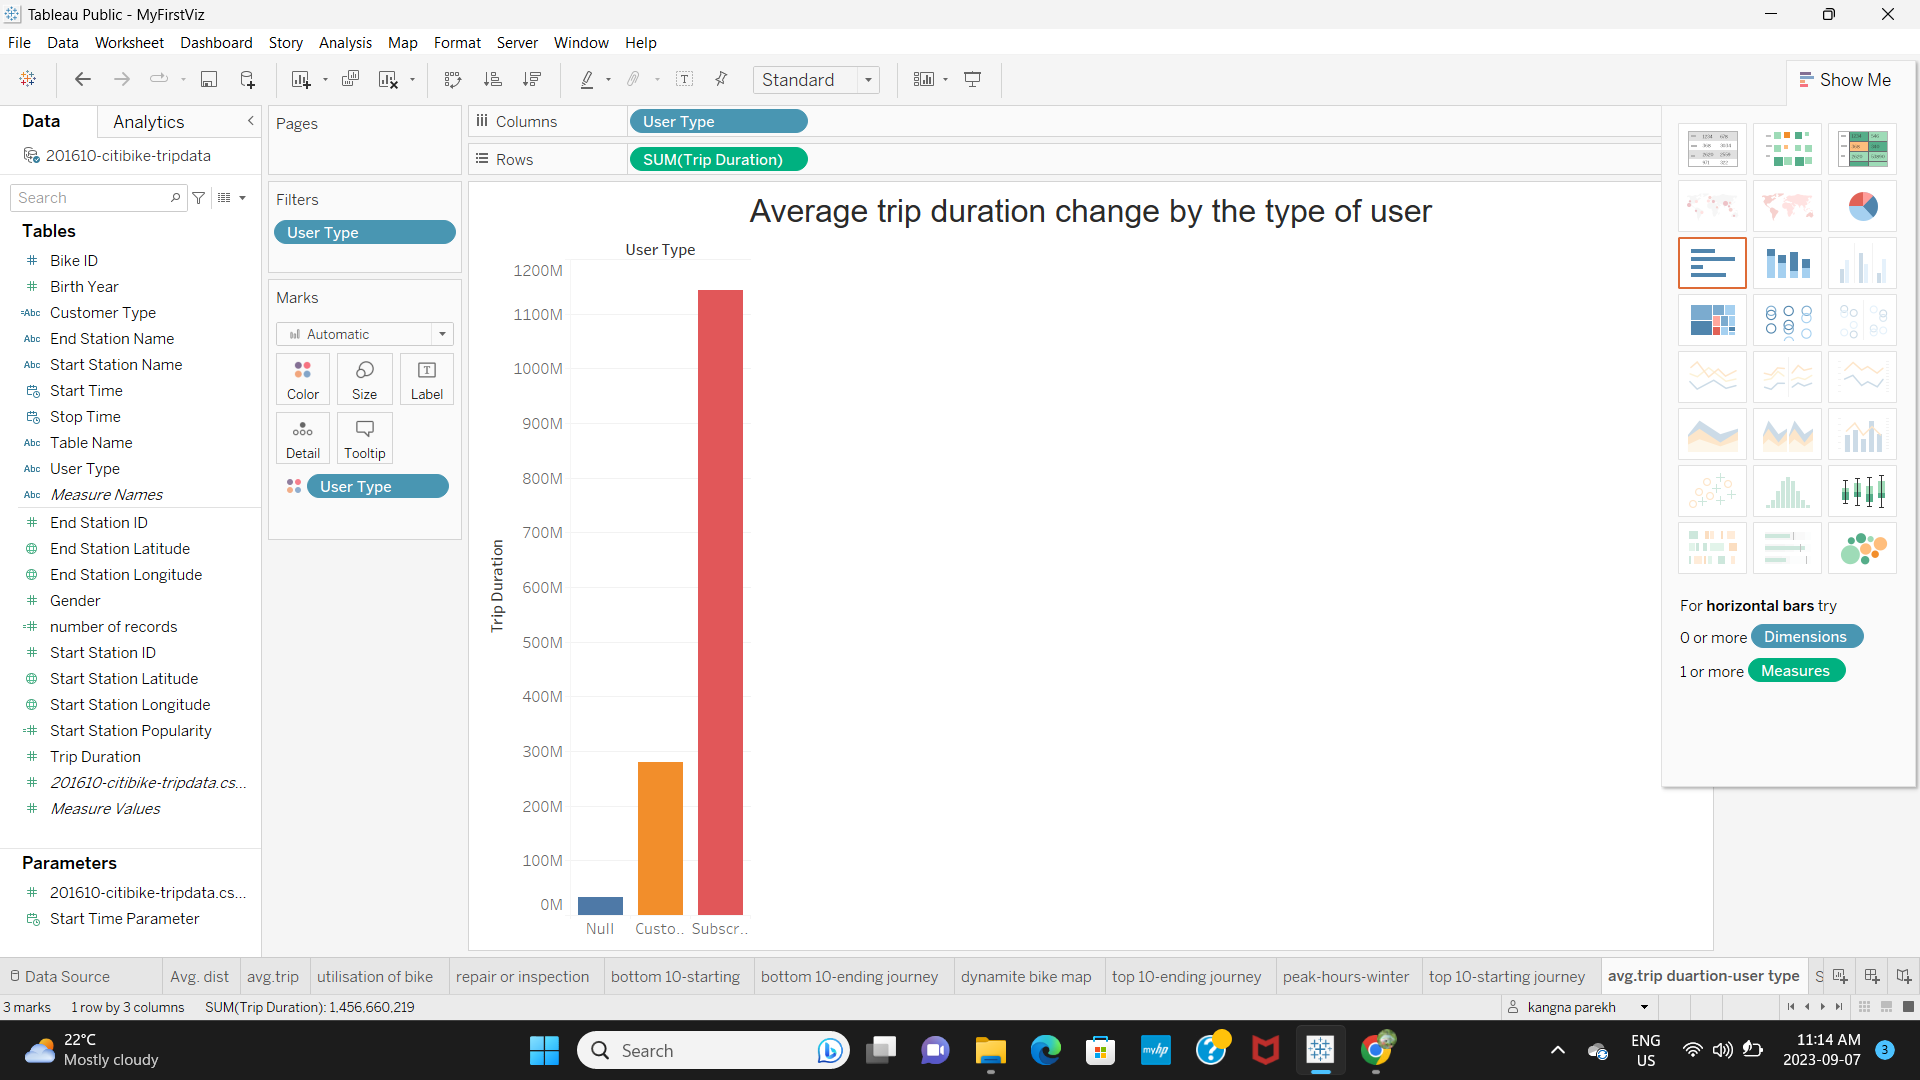 Tableau Public - MyFirstViz
File Data Worksheet Dashboard Story Analysis Map Format Server Window Help
Standard
Show Me
Data Analytics
201610-citibike-tripdata
Search
Tables
Bike ID
Birth Year
Abc Customer Type
Abc End Station Name
Abc Start Station Name
Start Time
Stop Time
Abc Table Name
Abc User Type
Abc Measure Names
End Station ID
End Station Latitude
End Station Longitude
Gender
number of records
Start Station ID
Start Station Latitude
Start Station Longitude
Start Station Popularity
Trip Duration
201610-citibike-tripdata.cs...
Measure Values
Parameters
201610-citibike-tripdata.cs...
Start Time Parameter
Pages
Filters
User Type
Marks
Automatic
Color Size Label
Detail Tooltip
User Type
Columns User Type
Rows SUM(Trip Duration)
Average trip duration change by the type of user
User Type
1200M
1100M
1000M
900M
800M
700M
600M
500M
400M
300M
200M
100M
0M
Trip Duration
Null Custo.. Subscr..
For horizontal bars try
0 or more Dimensions
1 or more Measures
Data Source Avg. dist avg.trip utilisation of bike repair or inspection bottom 10-starting bottom 10-ending journey dynamite bike map top 10-ending journey peak-hours-winter top 10-starting journey avg.trip duartion-user type S
3 marks 1 row by 3 columns SUM(Trip Duration): 1,456,660,219
kangna parekh
22°C
Mostly cloudy
Search
myhp
ENG
US
11:14 AM
2023-09-07
3